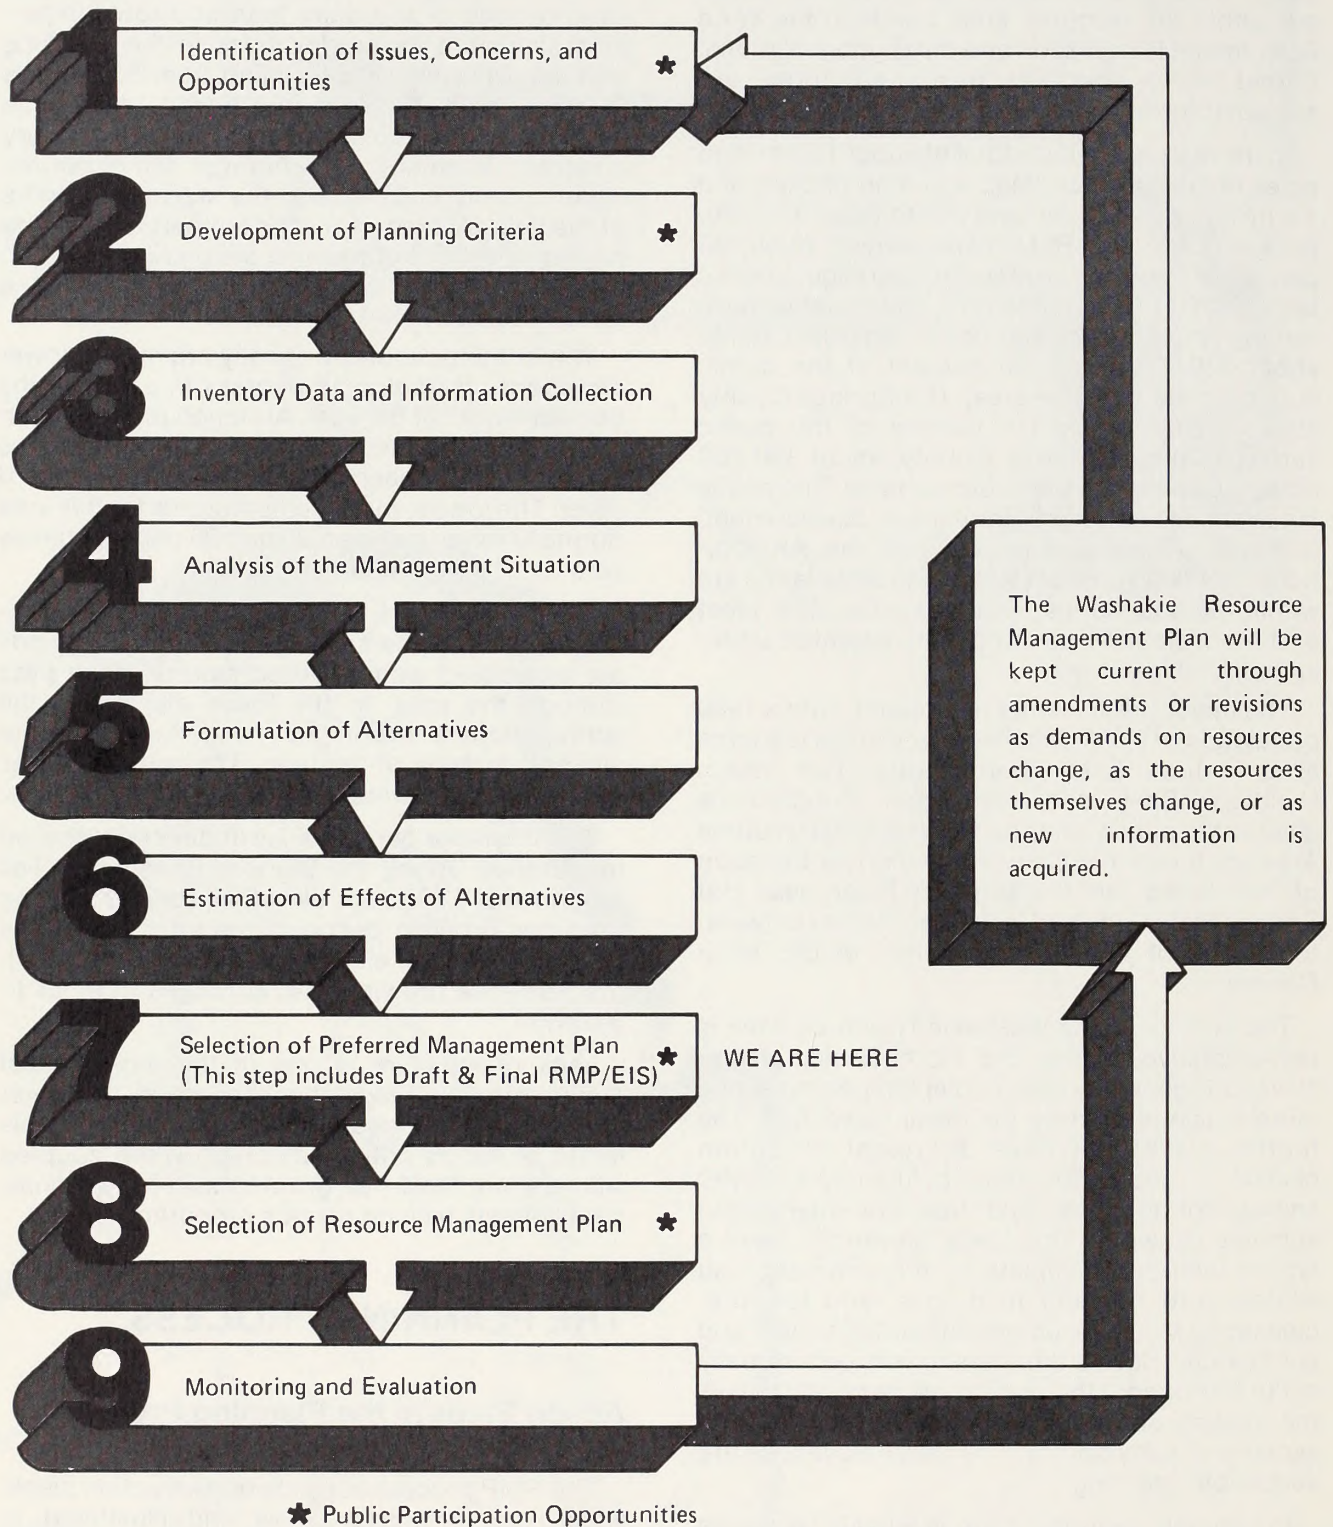 1 Identification of Issues, Concerns, and
Opportunities *
2 Development of Planning Criteria *
3 Inventory Data and Information Collection
4 Analysis of the Management Situation
5 Formulation of Alternatives
6 Estimation of Effects of Alternatives
7 Selection of Preferred Management Plan
(This step includes Draft & Final RMP/EIS) * WE ARE HERE
8 Selection of Resource Management Plan *
9 Monitoring and Evaluation
The Washakie Resource
Management Plan will be
kept current through
amendments or revisions
as demands on resources
change, as the resources
themselves change, or as
new information is
acquired.
* Public Participation Opportunities